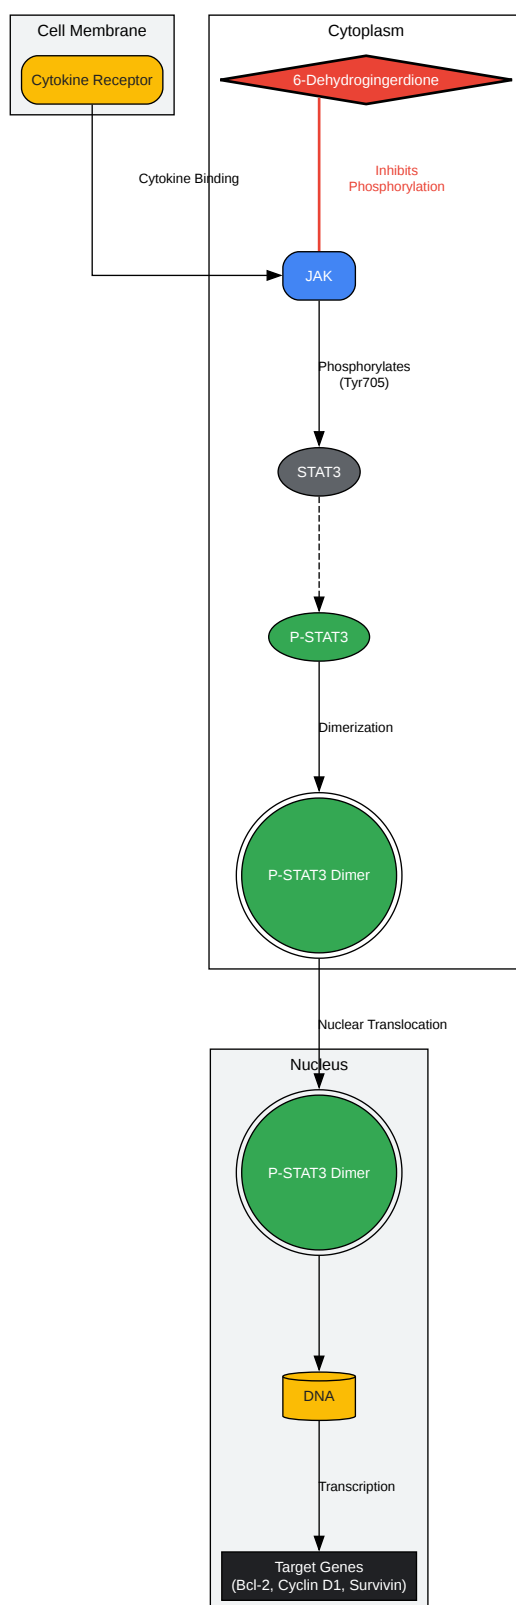 Cell Membrane
Cytoplasm
Cytokine Receptor
6-Dehydrogingerdione
Cytokine Binding
Inhibits
Phosphorylation
JAK
Phosphorylates
(Tyr705)
STAT3
P-STAT3
Dimerization
P-STAT3 Dimer
Nuclear Translocation
Nucleus
P-STAT3 Dimer
DNA
Transcription
Target Genes
(Bcl-2, Cyclin D1, Survivin)